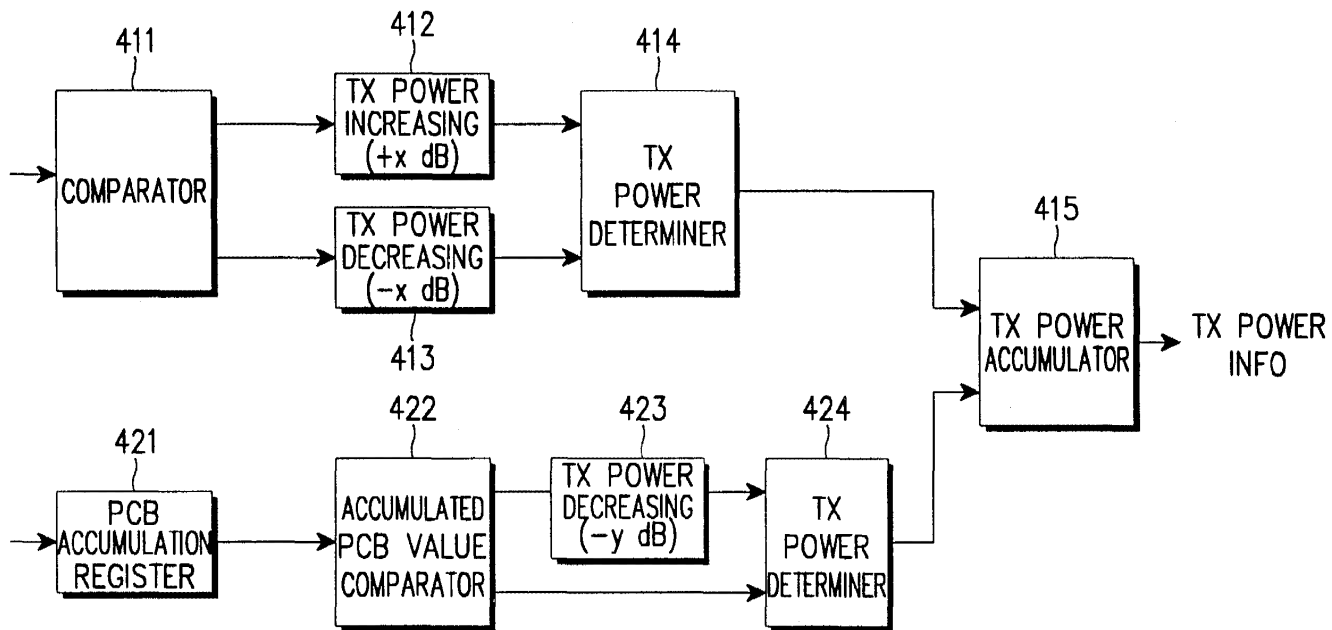 411
COMPARATOR
412
TX POWER
INCREASING
(+x dB)
TX POWER
DECREASING
(-x dB)
413
414
TX
POWER
DETERMINER
415
TX POWER
ACCUMULATOR
TX POWER
INFO
421
PCB
ACCUMULATION
REGISTER
422
ACCUMULATED
PCB VALUE
COMPARATOR
423
TX POWER
DECREASING
(-y dB)
424
TX
POWER
DETERMINER